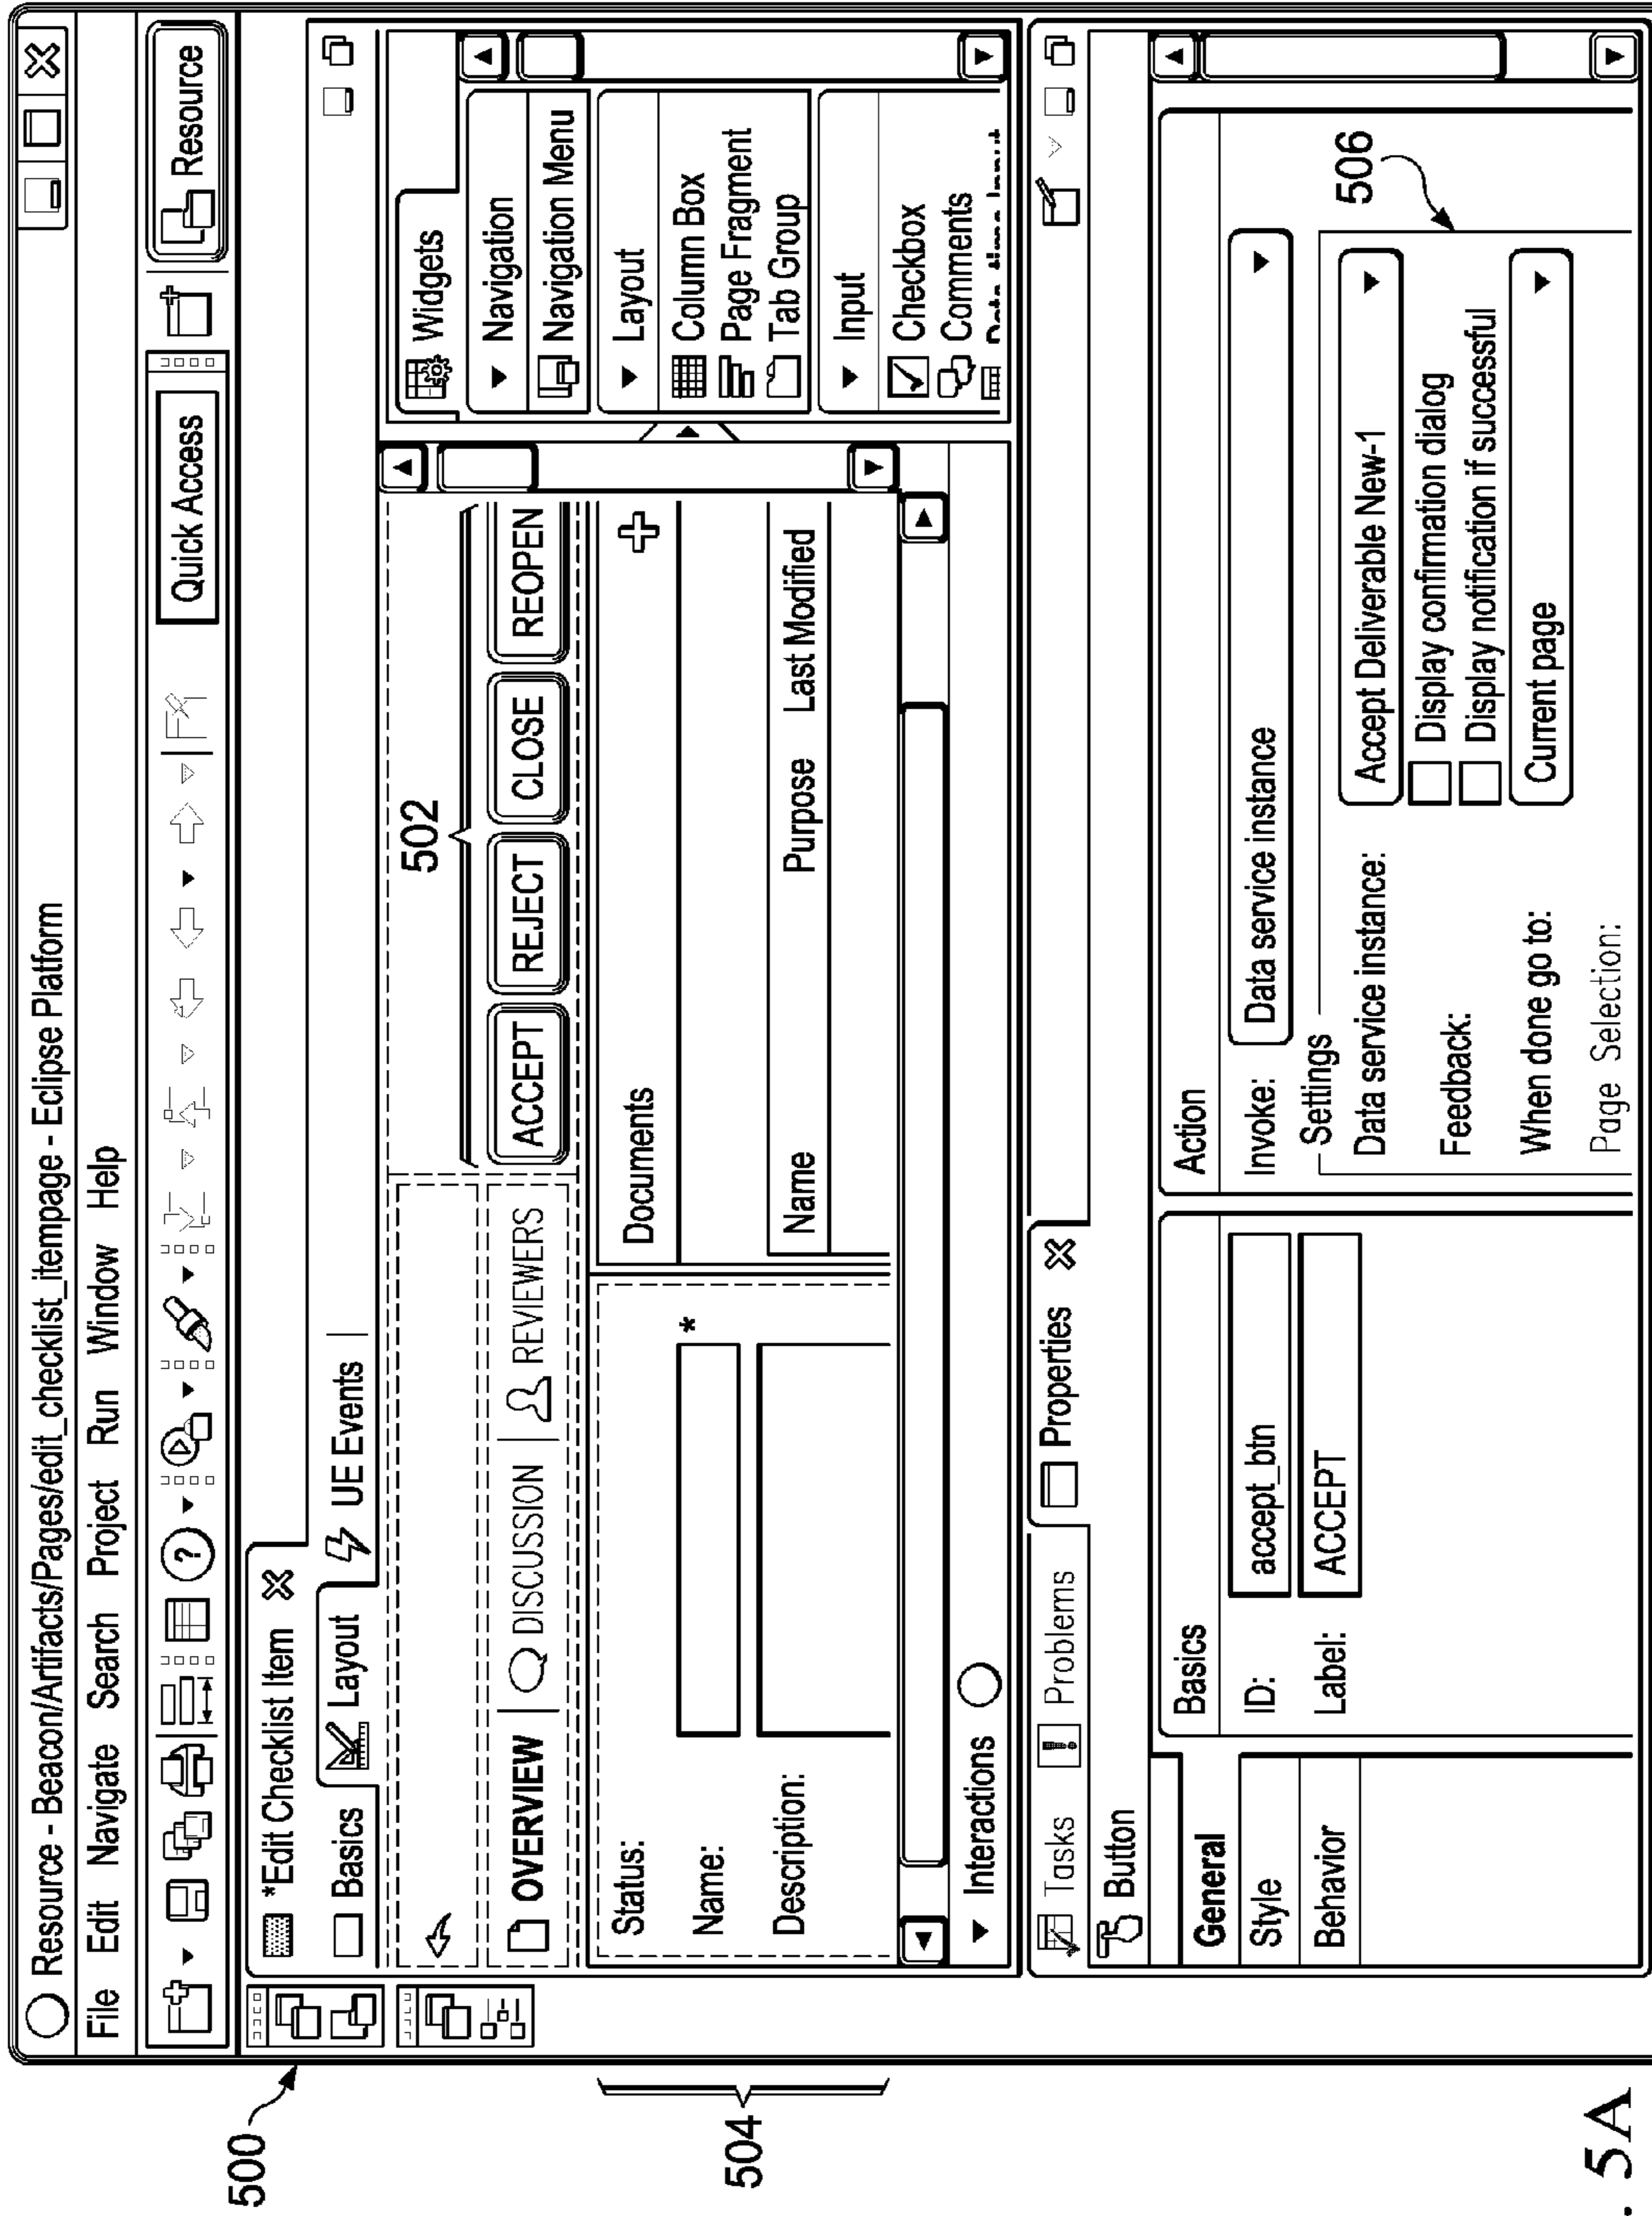 Resource - Beacon/Artifacts/Pages/edit_checklist_itempage - Eclipse Platform
File Edit Navigate Search Project Run Window Help
Quick Access
Resource
500
*Edit Checklist Item
Basics
Layout
UE Events
502
OVERVIEW
DISCUSSION
REVIEWERS
ACCEPT
REJECT
CLOSE
REOPEN
504
Status:
Name:
*
Description:
Documents
Name Purpose Last Modified
Interactions
Widgets
Navigation
Navigation Menu
Layout
Column Box
Page Fragment
Tab Group
Input
Checkbox
Comments
Tasks
Problems
Properties
Button
General
Style
Behavior
Basics
ID: accept_btn
Label: ACCEPT
Action
Invoke: Data service instance
Settings
506
Data service instance: Accept Deliverable New-1
Feedback: Display confirmation dialog
Display notification if successful
When done go to: Current page
Page Selection:
. 5A